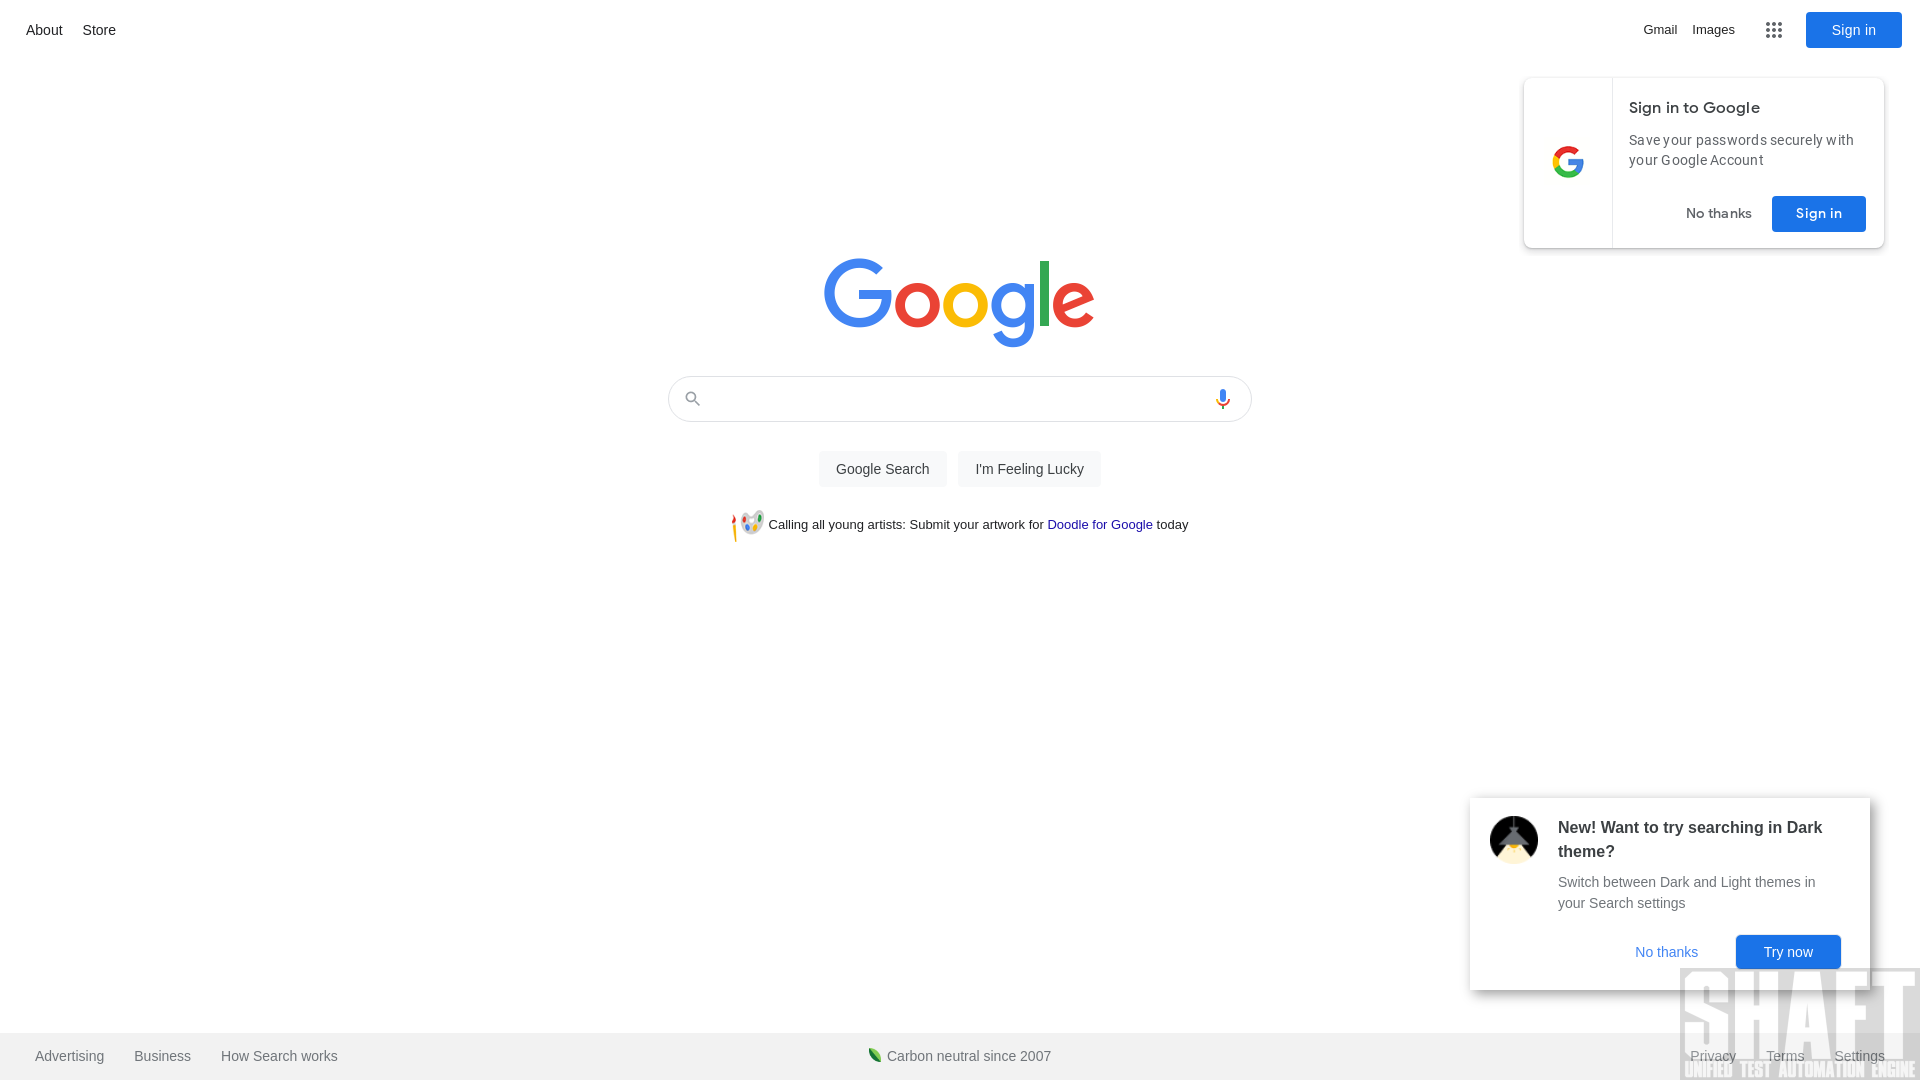 About Store
Gmail Images Sign in
Sign in to Google
Save your passwords securely with
your Google Account
No thanks Sign in
Google
Google Search I'm Feeling Lucky
Calling all young artists: Submit your artwork for Doodle for Google today
New! Want to try searching in Dark
theme?
Switch between Dark and Light themes in
your Search settings
No thanks Try now
SHAFT
Advertising Business How Search works
Carbon neutral since 2007
Privacy Terms Settings
UNIFIED TEST AUTOMATION ENGINE